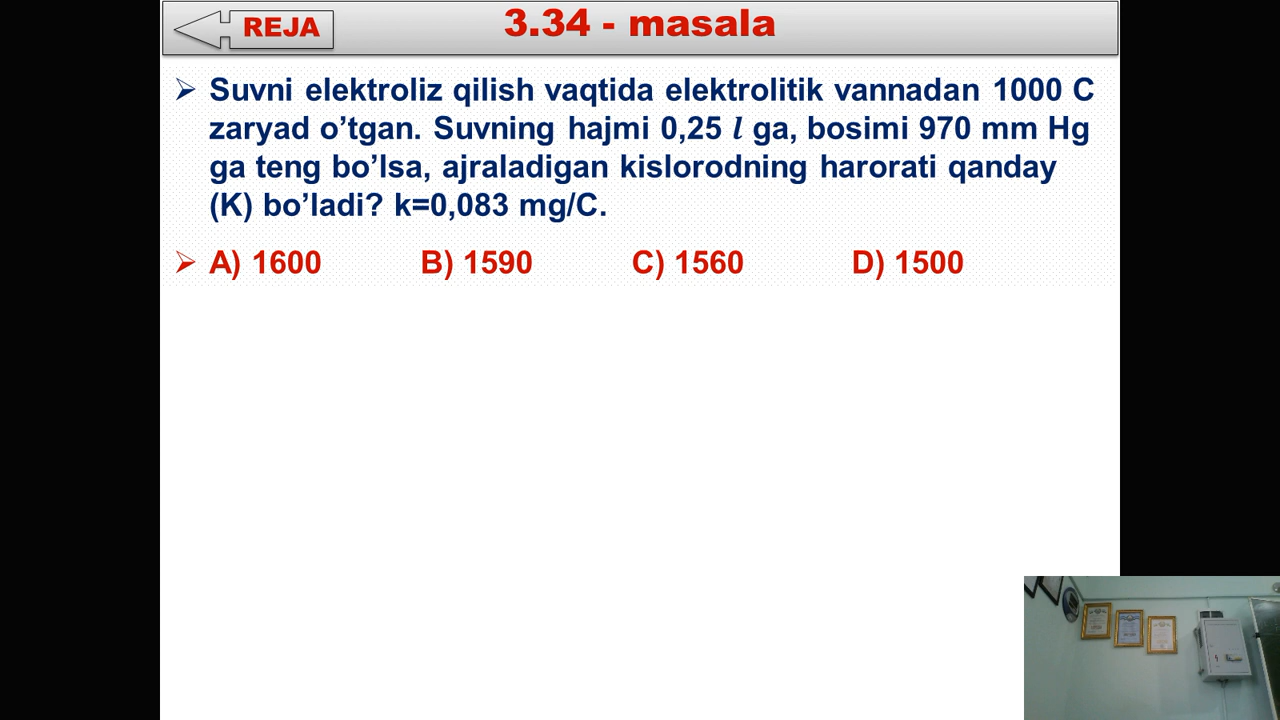 REJA
3.34 - masala
➢ Suvni elektroliz qilish vaqtida elektrolitik vannadan 1000 C
zaryad o’tgan. Suvning hajmi 0,25 l ga, bosimi 970 mm Hg
ga teng bo’lsa, ajraladigan kislorodning harorati qanday
(K) bo’ladi? k=0,083 mg/C.
➢ A) 1600 B) 1590 C) 1560 D) 1500